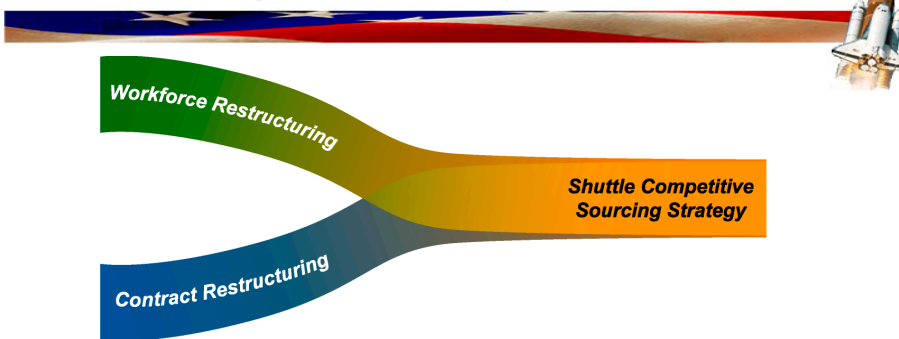 Workforce Restructuring
Shuttle Competitive
Sourcing Strategy
Contract Restructuring